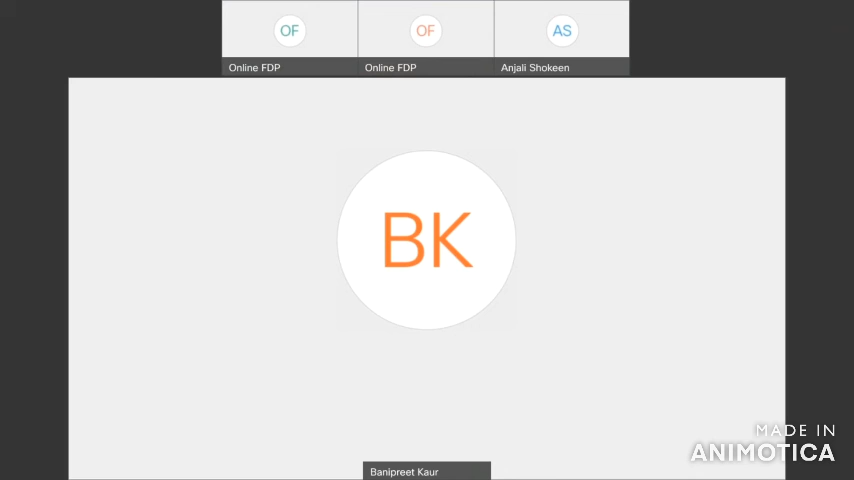 OF
OF
AS
Online FDP
Online FDP
Anjali Shokeen
BK
Banipreet Kaur
MADE IN
ANIMOTICA